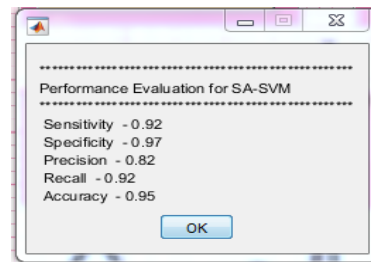 **************************************************
Performance Evaluation for SA-SVM
**************************************************
Sensitivity - 0.92
Specificity - 0.97
Precision - 0.82
Recall - 0.92
Accuracy - 0.95
OK